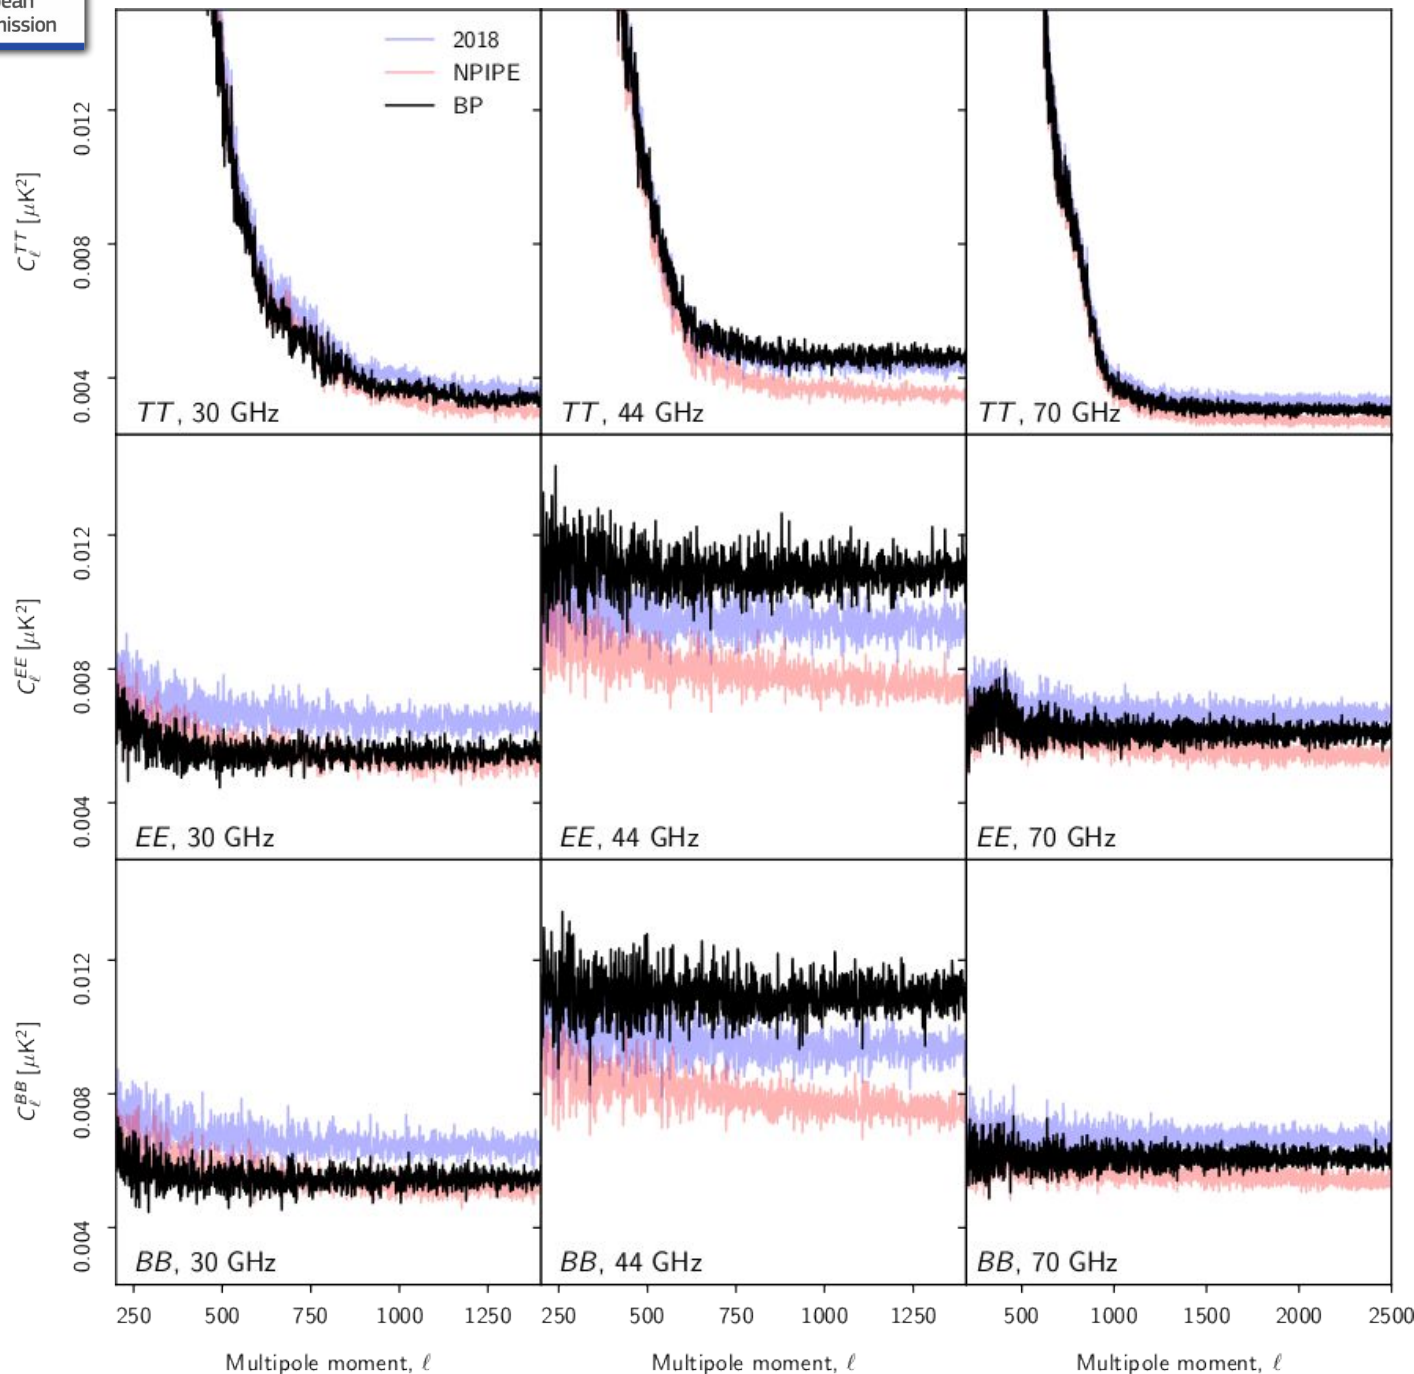 2018
NPIPE
BP
0.012
0.008
0.004
C_ℓ^{TT} [μK²]
TT, 30 GHz
TT, 44 GHz
TT, 70 GHz
0.012
0.008
0.004
C_ℓ^{EE} [μK²]
EE, 30 GHz
EE, 44 GHz
EE, 70 GHz
0.012
0.008
0.004
C_ℓ^{BB} [μK²]
BB, 30 GHz
BB, 44 GHz
BB, 70 GHz
250 500 750 1000 1250
250 500 750 1000 1250
500 1000 1500 2000 2500
Multipole moment, ℓ
Multipole moment, ℓ
Multipole moment, ℓ